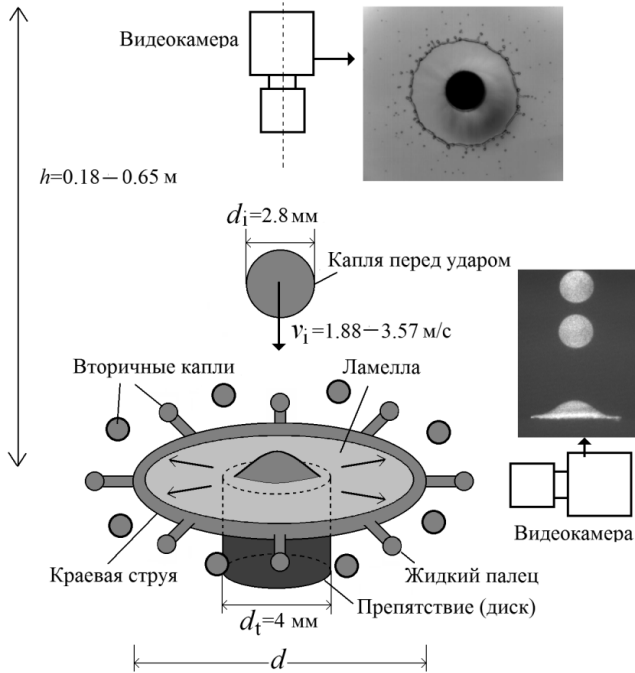 Видеокамера
h=0.18−0.65 м
di=2.8 мм
Капля перед ударом
vi=1.88−3.57 м/с
Вторичные капли
Ламелла
Видеокамера
Краевая струя
Жидкий палец
Препятствие (диск)
dt=4 мм
d